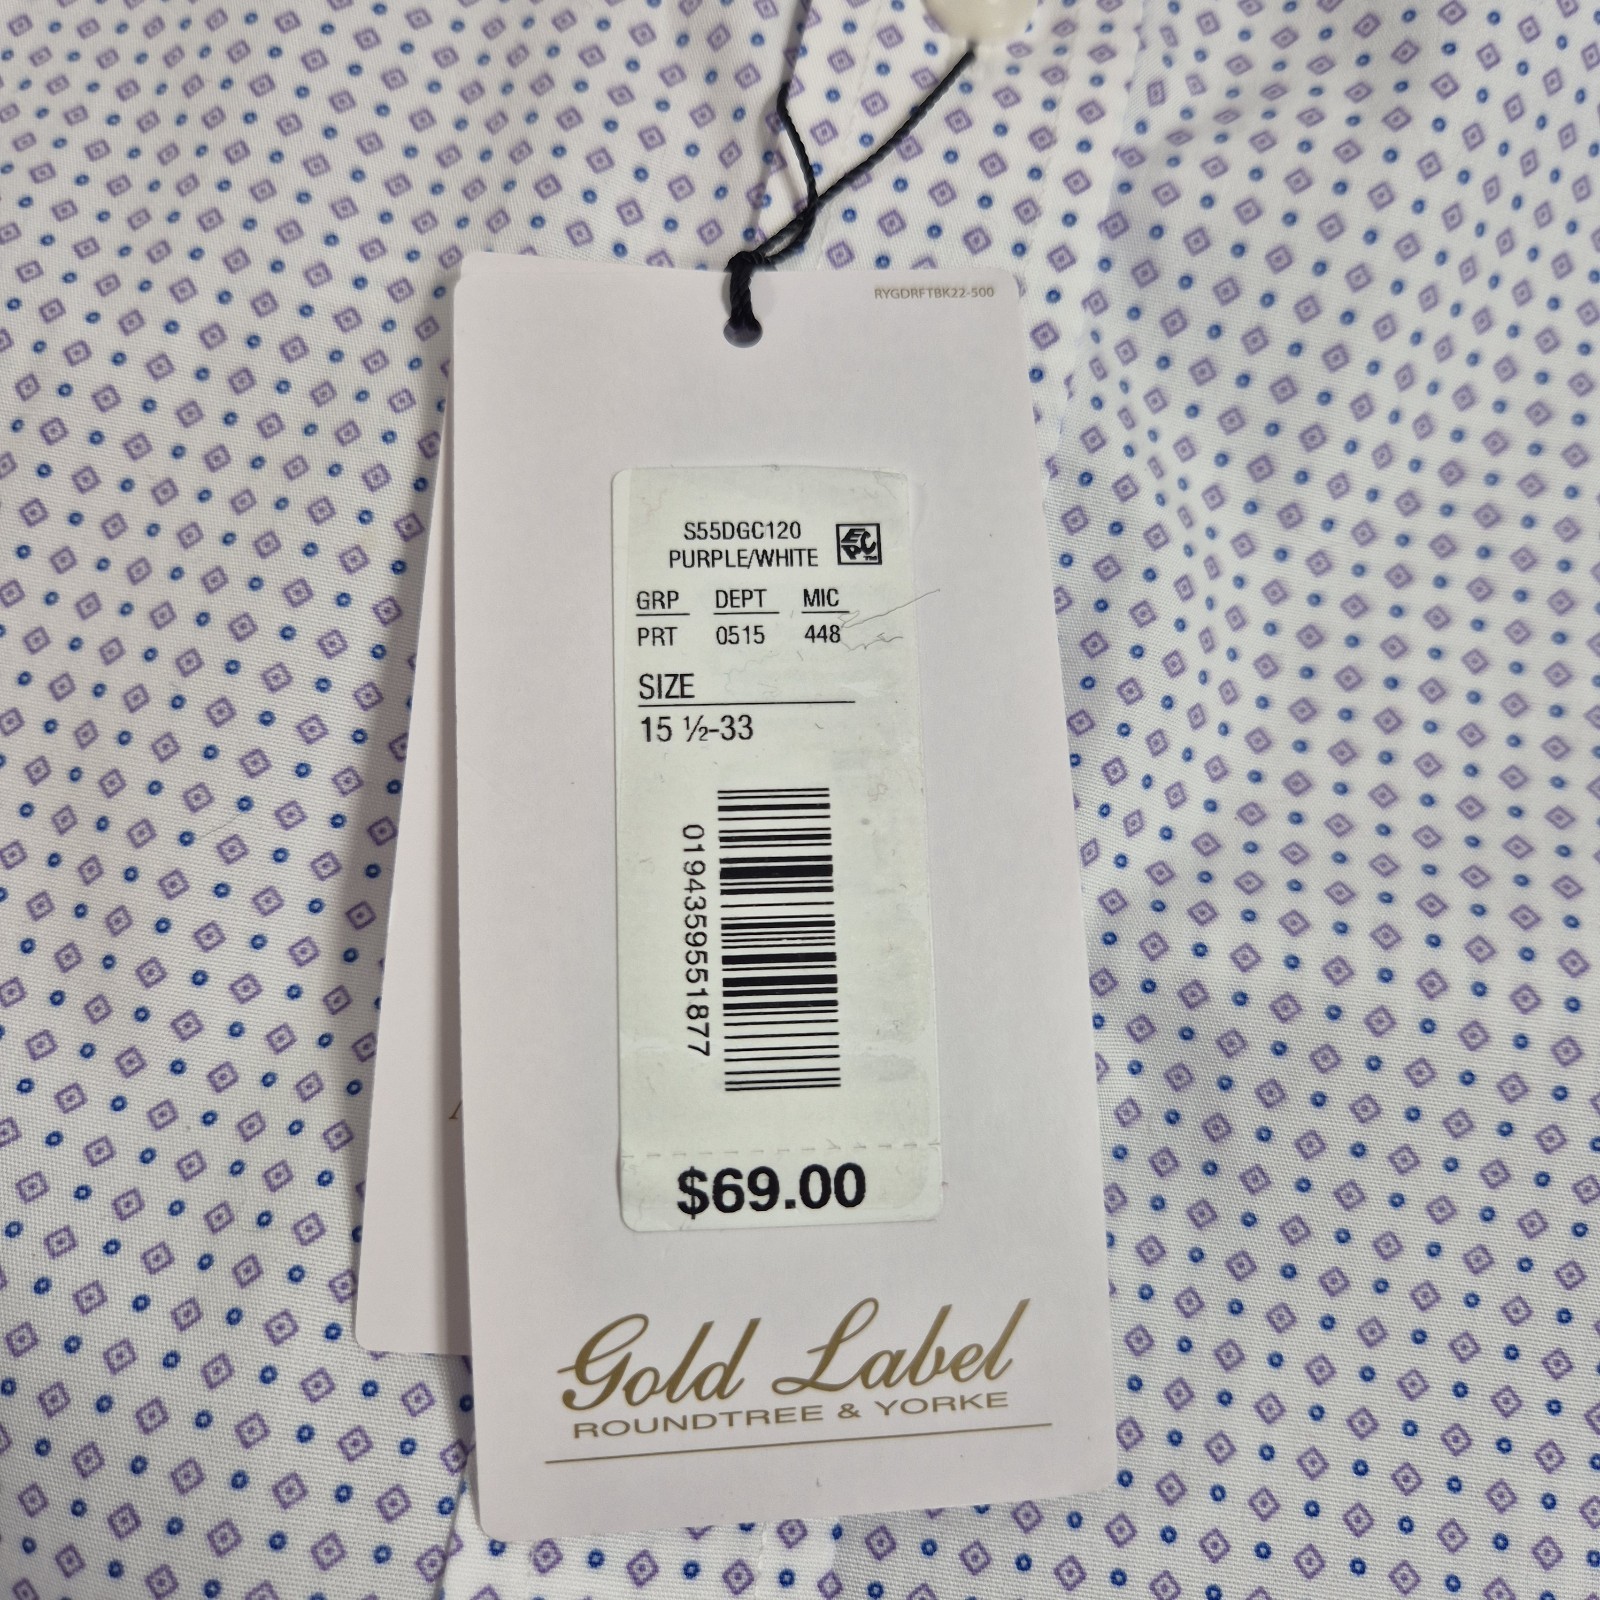 RYGDRFTBK22-500
S55DGC120
PURPLE/WHITE
EPC™
GRP DEPT MIC
PRT 0515 448
SIZE
15 ½-33
0194359551877
$69.00
Gold Label
ROUNDTREE & YORKE